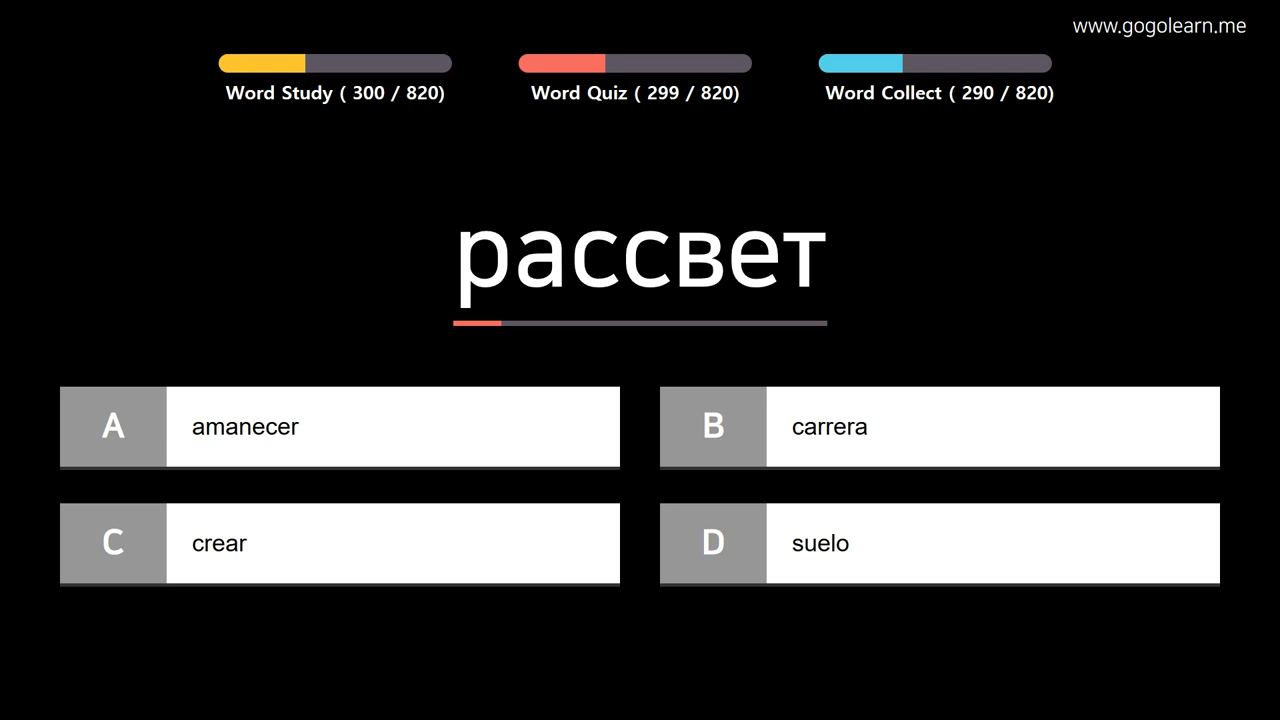 www.gogolearn.me
Word Study ( 300 / 820)
Word Quiz ( 299 / 820)
Word Collect ( 290 / 820)
рассвет
A
amanecer
B
carrera
C
crear
D
suelo